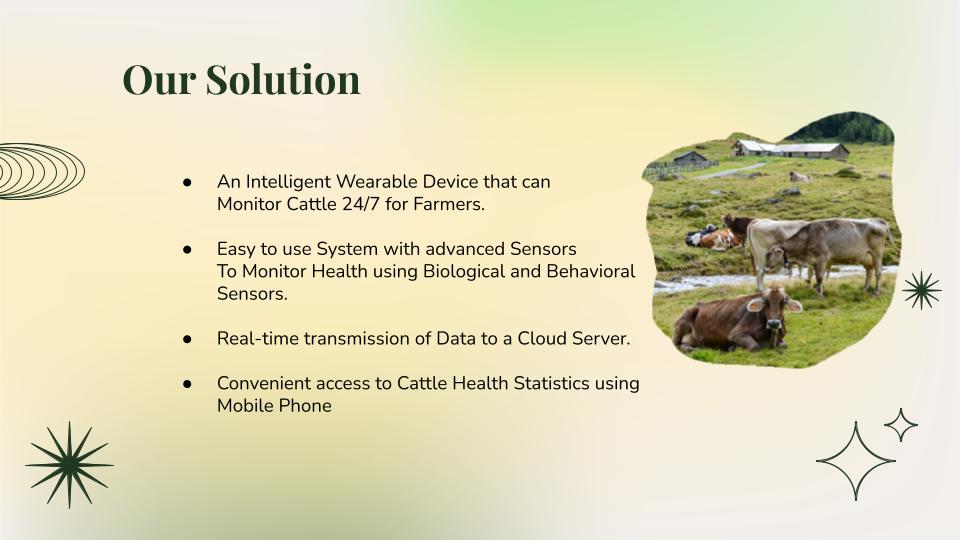 Our Solution
● An Intelligent Wearable Device that can
Monitor Cattle 24/7 for Farmers.
● Easy to use System with advanced Sensors
To Monitor Health using Biological and Behavioral
Sensors.
● Real-time transmission of Data to a Cloud Server.
● Convenient access to Cattle Health Statistics using
Mobile Phone